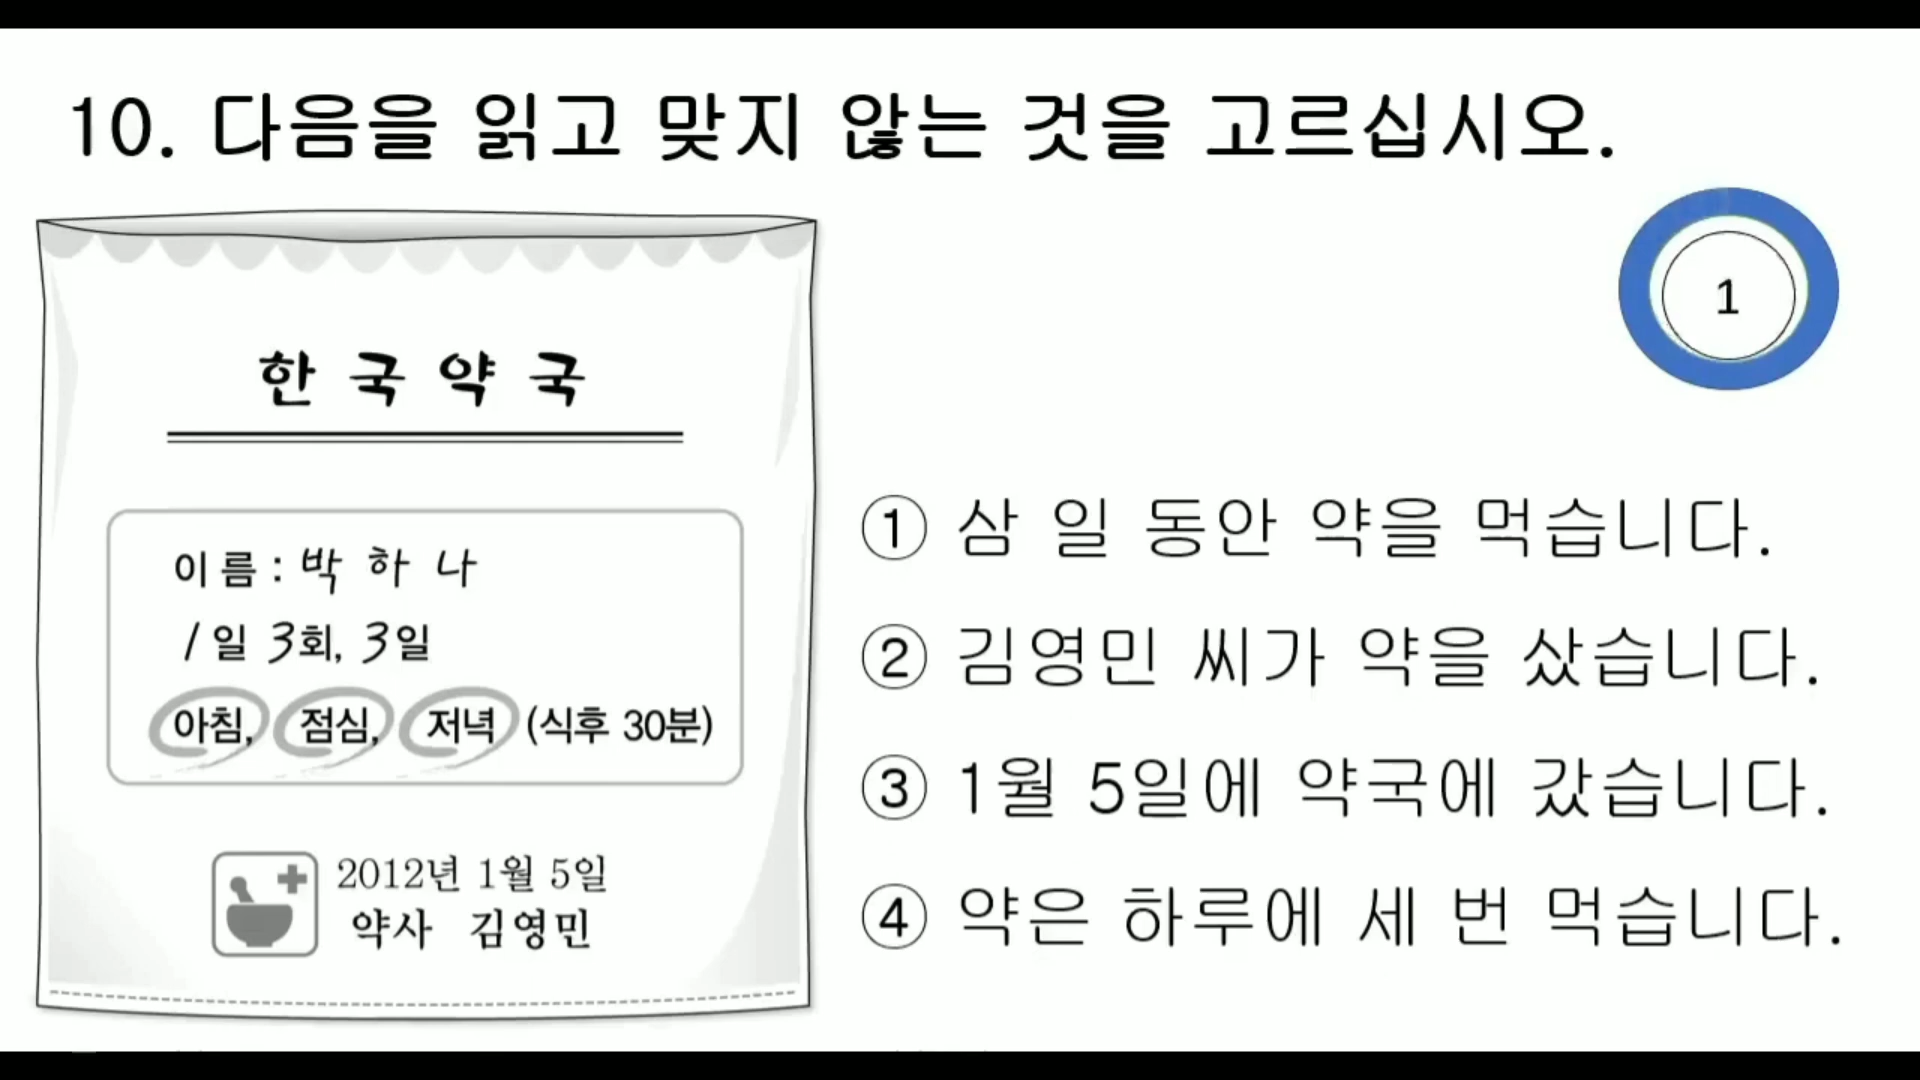 10. 다음을 읽고 맞지 않는 것을 고르십시오.
1
한국약국
이름 : 박하나
1일 3회, 3일
아침, 점심, 저녁 (식후 30분)
2012년 1월 5일
약사 김영민
① 삼 일 동안 약을 먹습니다.
② 김영민 씨가 약을 샀습니다.
③ 1월 5일에 약국에 갔습니다.
④ 약은 하루에 세 번 먹습니다.